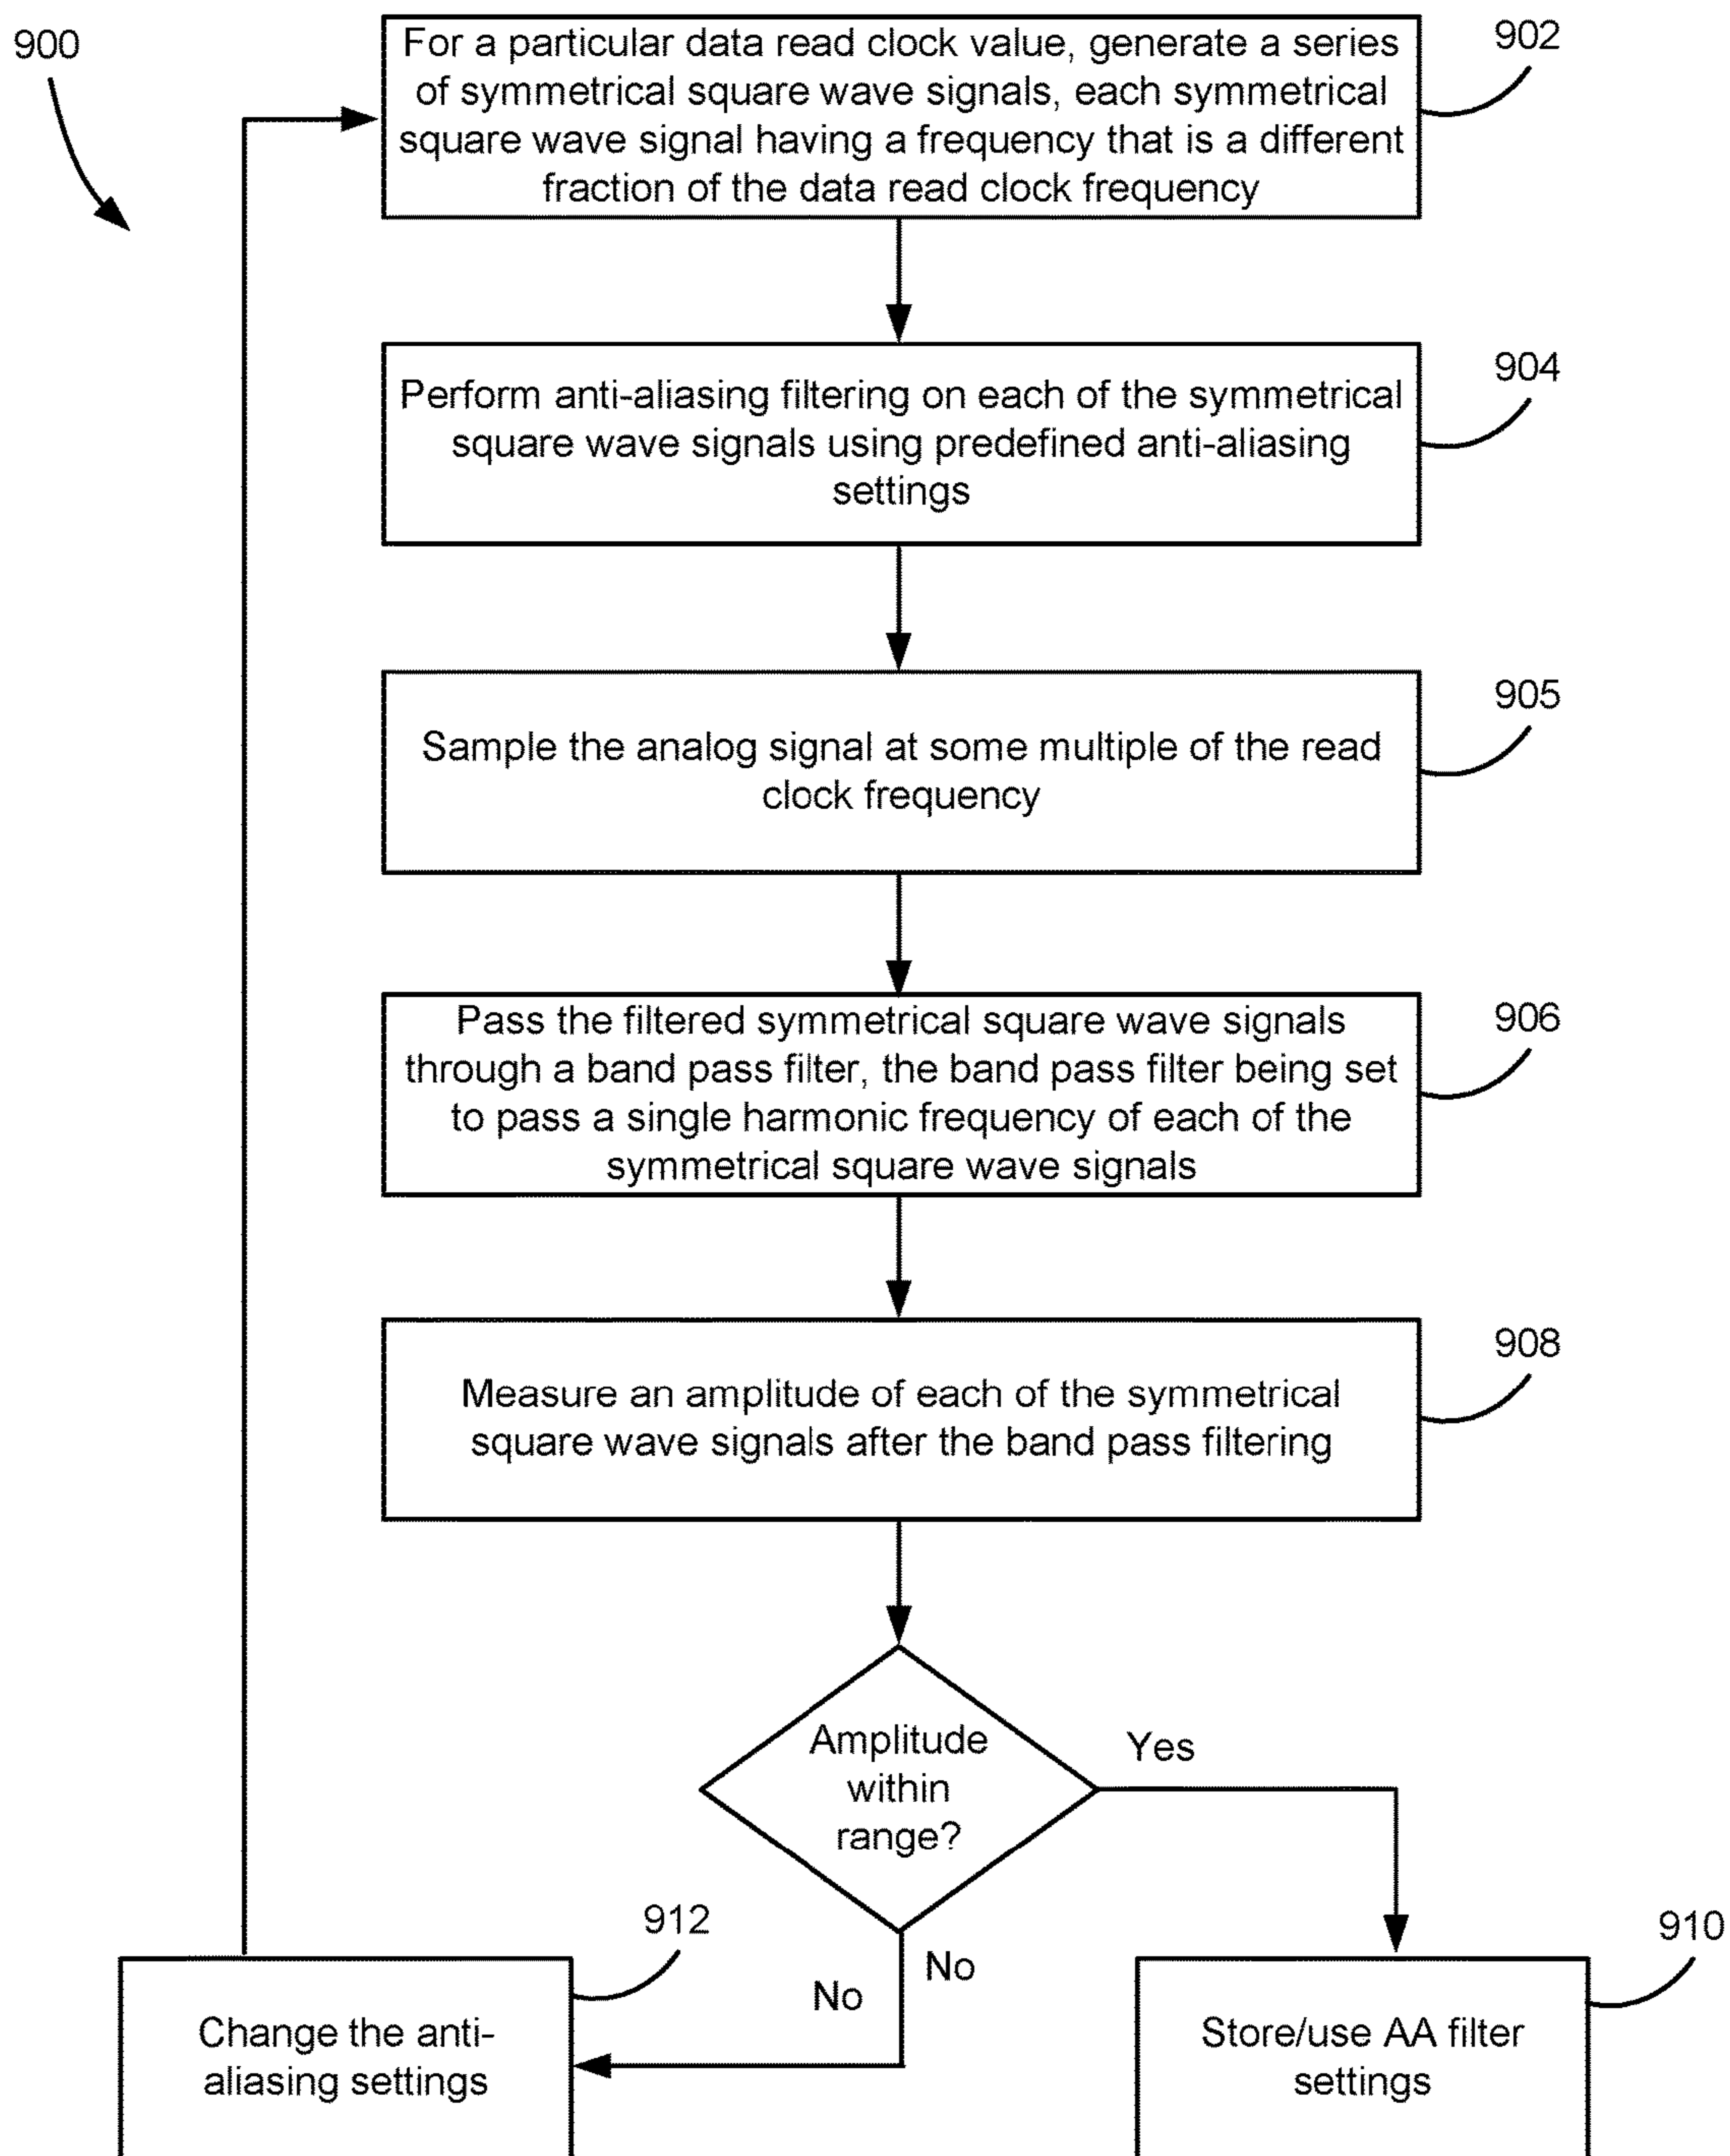 900
For a particular data read clock value, generate a series
of symmetrical square wave signals, each symmetrical
square wave signal having a frequency that is a different
fraction of the data read clock frequency
902
Perform anti-aliasing filtering on each of the symmetrical
square wave signals using predefined anti-aliasing
settings
904
Sample the analog signal at some multiple of the read
clock frequency
905
Pass the filtered symmetrical square wave signals
through a band pass filter, the band pass filter being set
to pass a single harmonic frequency of each of the
symmetrical square wave signals
906
Measure an amplitude of each of the symmetrical
square wave signals after the band pass filtering
908
Amplitude
within
range?
Yes
No
No
912
Change the anti-
aliasing settings
910
Store/use AA filter
settings